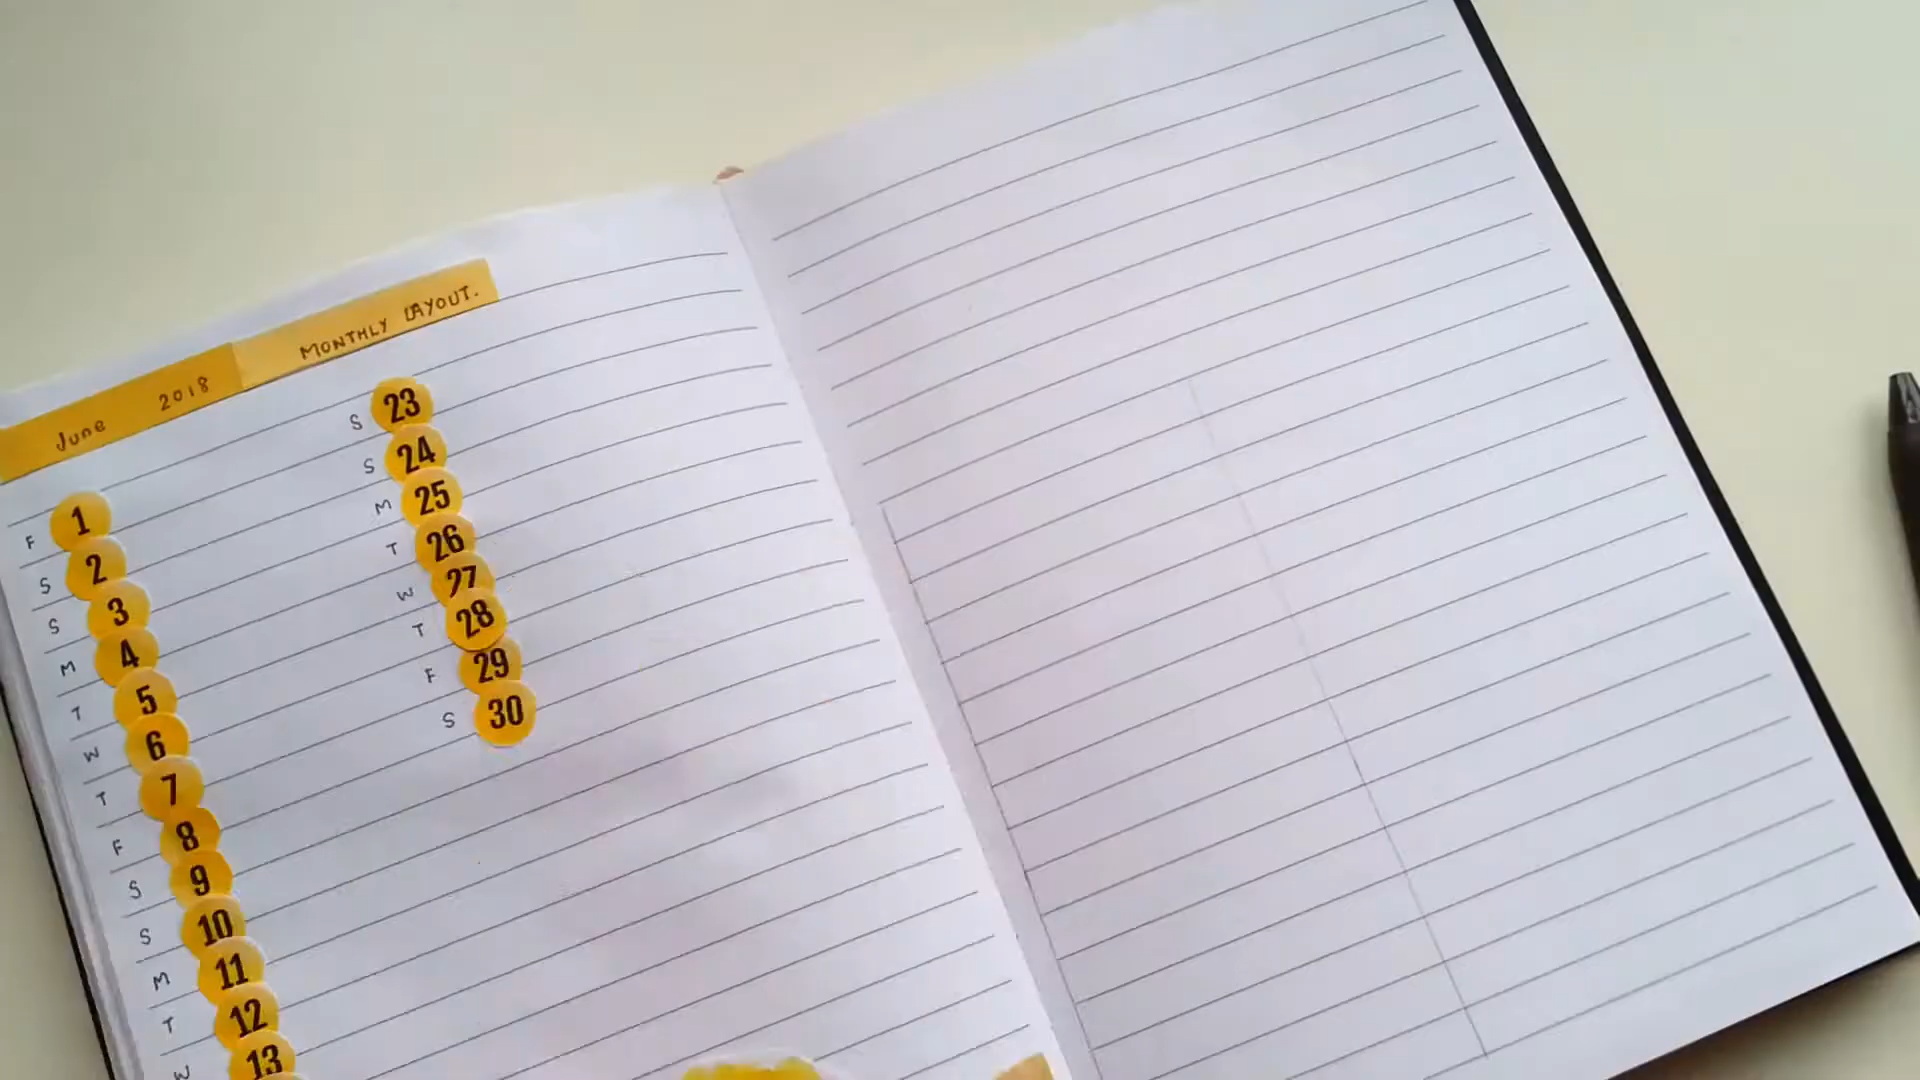 June 2018 MONTHLY LAYOUT.
F 1
S 2
S 3
M 4
T 5
W 6
T 7
F 8
S 9
S 10
M 11
T 12
W 13
S 23
S 24
M 25
T 26
W 27
T 28
F 29
S 30